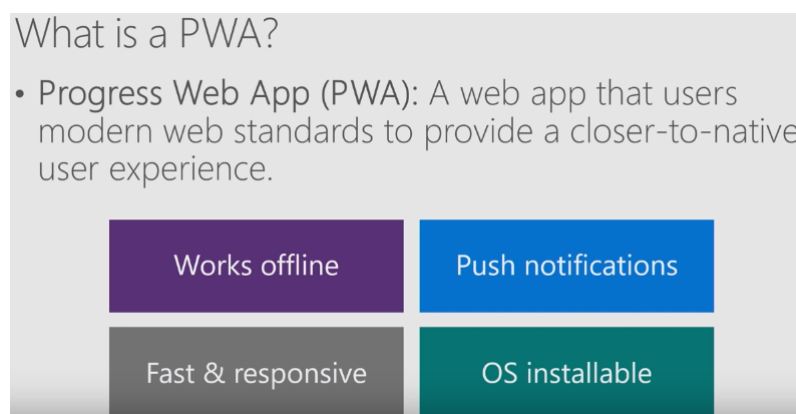 What is a PWA?
• Progress Web App (PWA): A web app that users
modern web standards to provide a closer-to-native
user experience.
Works offline
Push notifications
Fast & responsive
OS installable